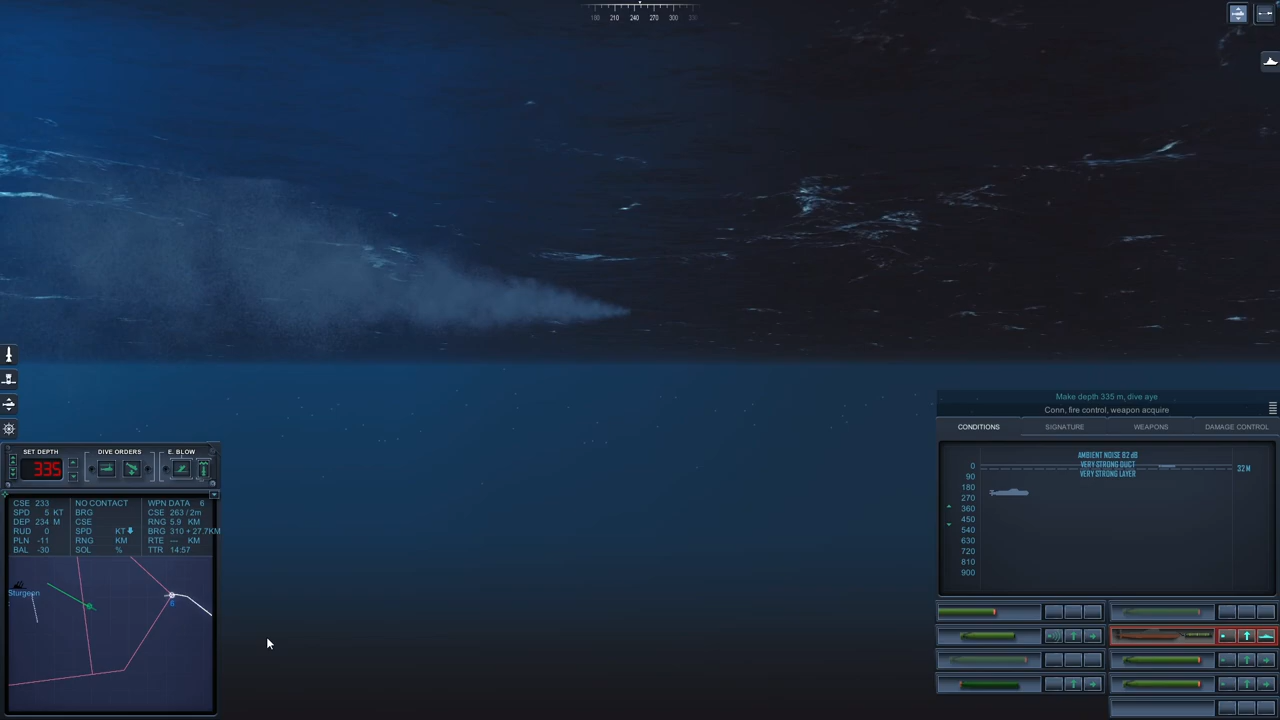 180 210 240 270 300 330
Make depth 335 m, dive aye
Conn, fire control, weapon acquire
CONDITIONS SIGNATURE WEAPONS DAMAGE CONTROL
SET DEPTH DIVE ORDERS E. BLOW
335
AMBIENT NOISE 82 dB
VERY STRONG DUCT
VERY STRONG LAYER
0
90
180
270
360
450
540
630
720
810
900
32 M
CSE 233 NO CONTACT WPN DATA 6
SPD 5 KT BRG CSE 263 / 2m
DEP 234 M CSE RNG 5.9 KM
RUD 0 SPD KT BRG 310 + 27.7KM
PLN -11 RNG KM RTE --- KM
BAL -30 SOL % TTR 14:57
Sturgeon
6